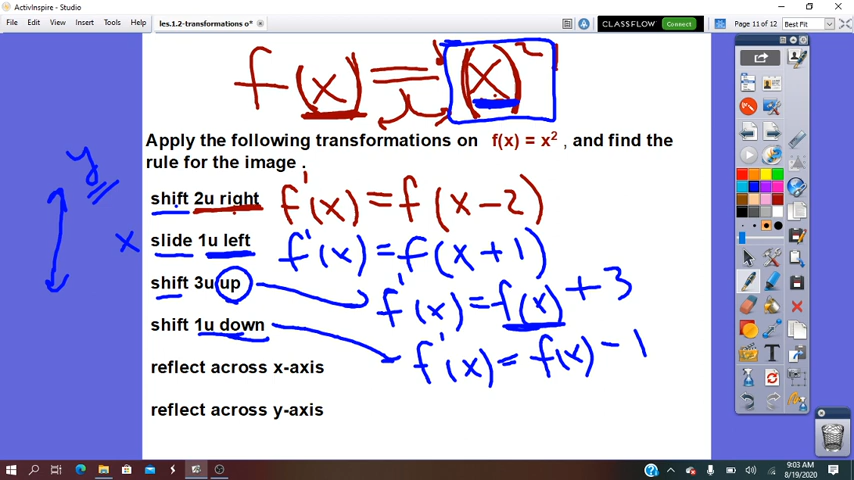 ActivInspire - Studio
File Edit View Insert Tools Help
CLASSFLOW Connect
Page 11 of 12
Best Fit
les.1.2-transformations o*
f(x) = (x)²
Apply the following transformations on f(x) = x² , and find the
rule for the image .
y
shift 2u right f'(x) = f(x-2)
x
slide 1u left f'(x) = f(x+1)
shift 3u up f'(x) = f(x) + 3
shift 1u down f'(x) = f(x) - 1
reflect across x-axis
reflect across y-axis
9:03 AM
8/19/2020